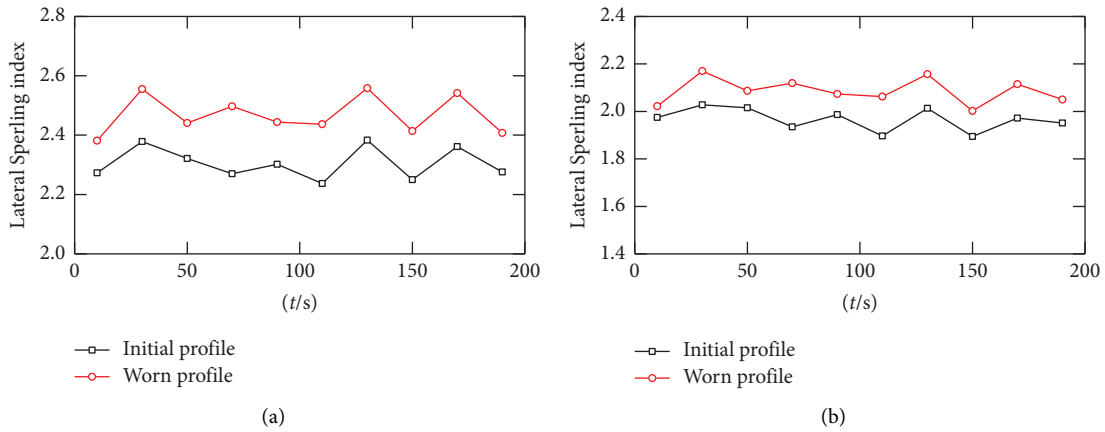 2.8
2.6
2.4
2.2
2.0
Lateral Sperling index
0 50 100 150 200
(t/s)
Initial profile
Worn profile
(a)
2.4
2.2
2.0
1.8
1.6
1.4
Lateral Sperling index
0 50 100 150 200
(t/s)
Initial profile
Worn profile
(b)